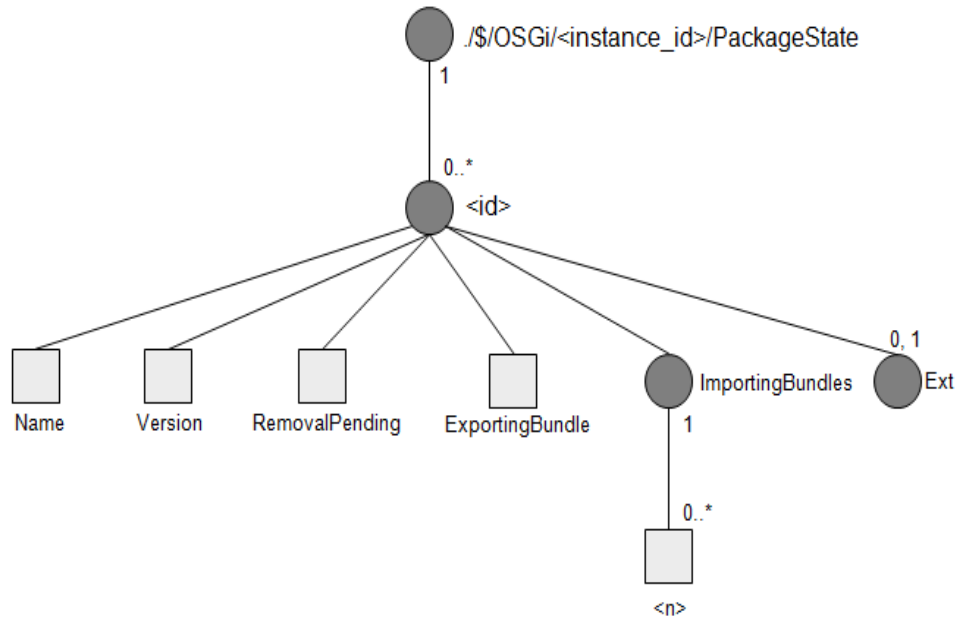 ./$/OSGi/<instance_id>/PackageState
1
0..*
<id>
0, 1
ImportingBundles
Ext
Name
Version
RemovalPending
ExportingBundle
1
0..*
<n>